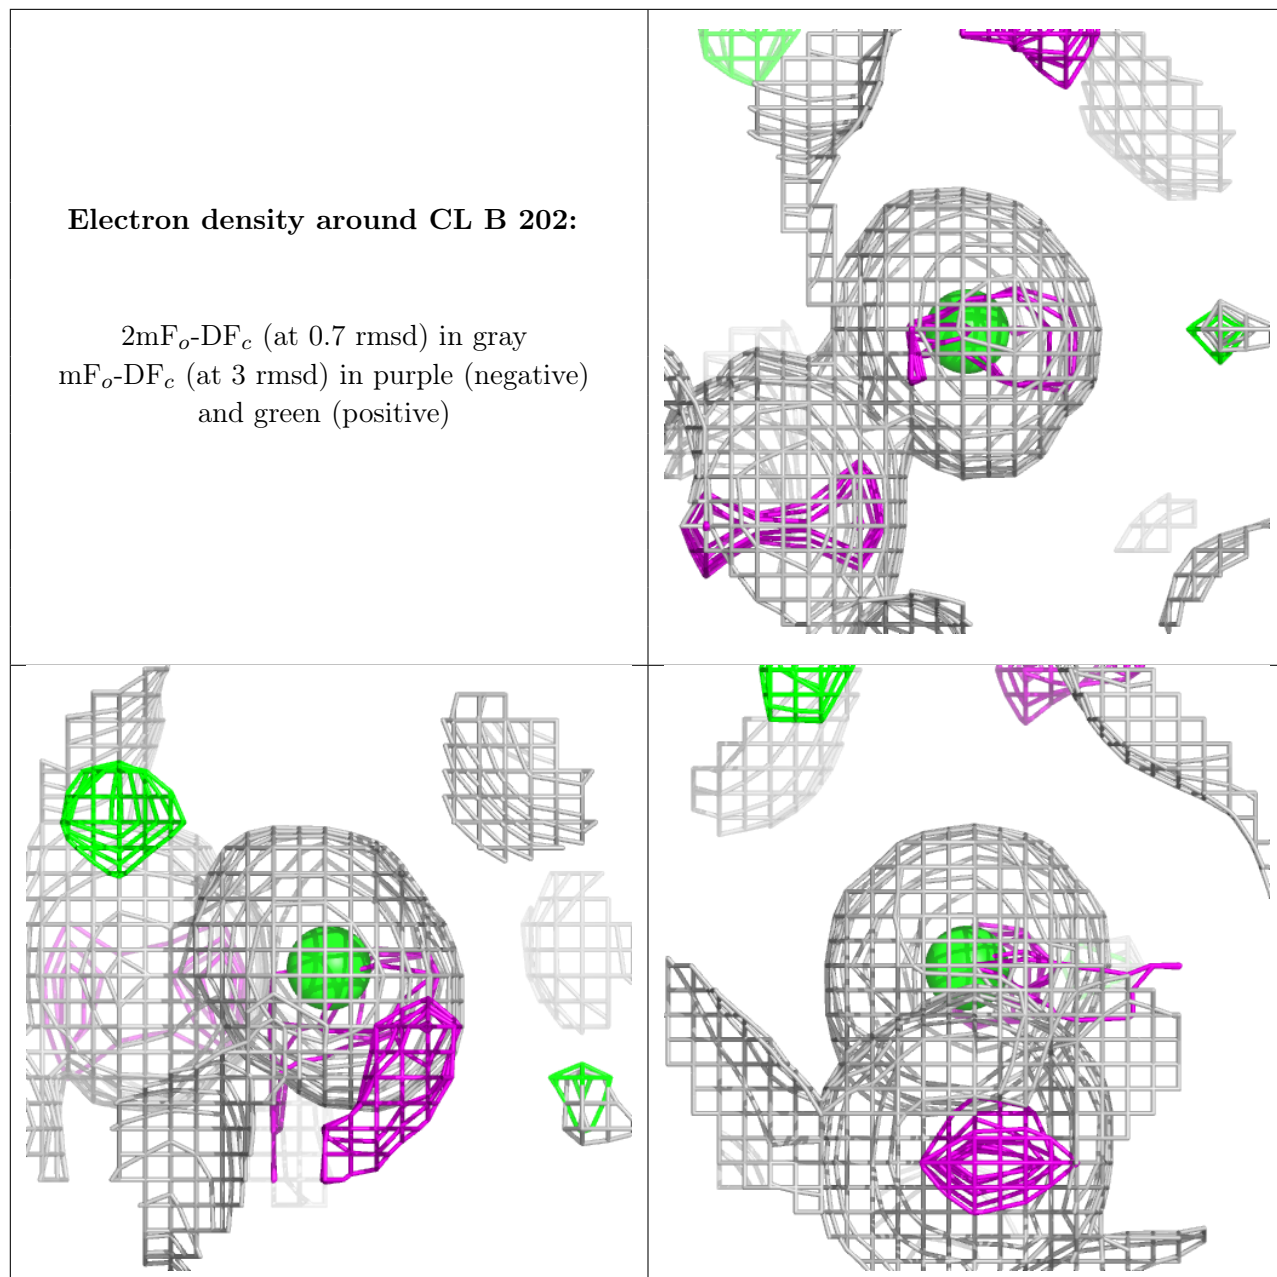 Electron density around CL B 202:
2mFₒ-DF𝒸 (at 0.7 rmsd) in gray
mFₒ-DF𝒸 (at 3 rmsd) in purple (negative)
and green (positive)